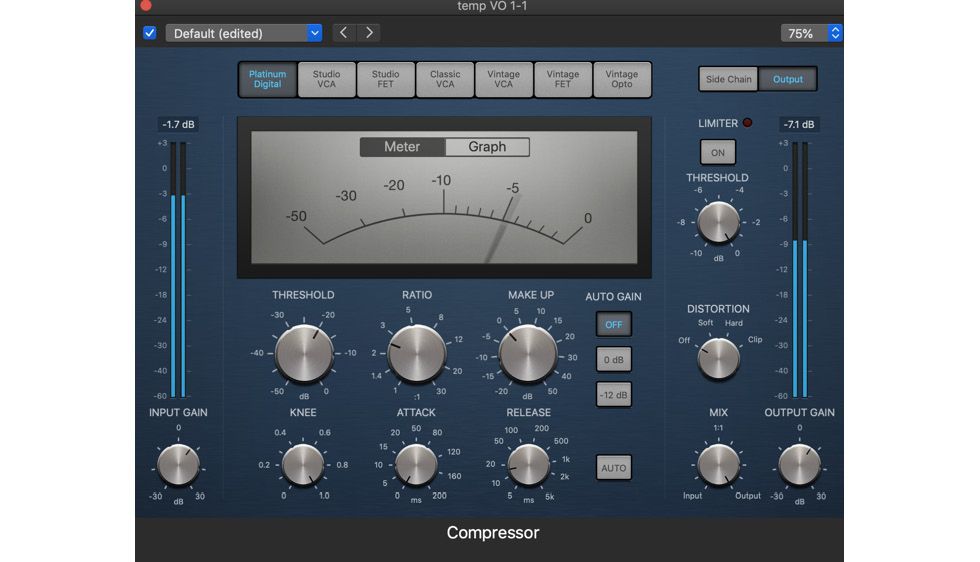 temp VO 1-1
Default (edited)
75%
Platinum Digital
Studio VCA
Studio FET
Classic VCA
Vintage VCA
Vintage FET
Vintage Opto
Side Chain
Output
-1.7 dB
+3
0
-3
-6
-9
-12
-18
-24
-30
-40
-60
Meter
Graph
-50
-30
-20
-10
-5
0
LIMITER
ON
THRESHOLD
-10
-8
-6
-4
-2
0
dB
-7.1 dB
+3
0
-3
-6
-9
-12
-18
-24
-30
-40
-60
THRESHOLD
-50
-40
-30
-20
-10
0
dB
RATIO
1
1.4
2
3
5
8
12
20
30
:1
MAKE UP
-20
-15
-10
-5
0
5
10
15
20
30
40
50
dB
AUTO GAIN
OFF
0 dB
-12 dB
DISTORTION
Off
Soft
Hard
Clip
INPUT GAIN
0
-30
30
dB
KNEE
0
0.2
0.4
0.6
0.8
1.0
ATTACK
0
5
10
15
20
50
80
120
160
200
ms
RELEASE
5
10
20
50
100
200
500
1k
2k
5k
ms
AUTO
MIX
1:1
Input
Output
OUTPUT GAIN
0
-30
30
dB
Compressor